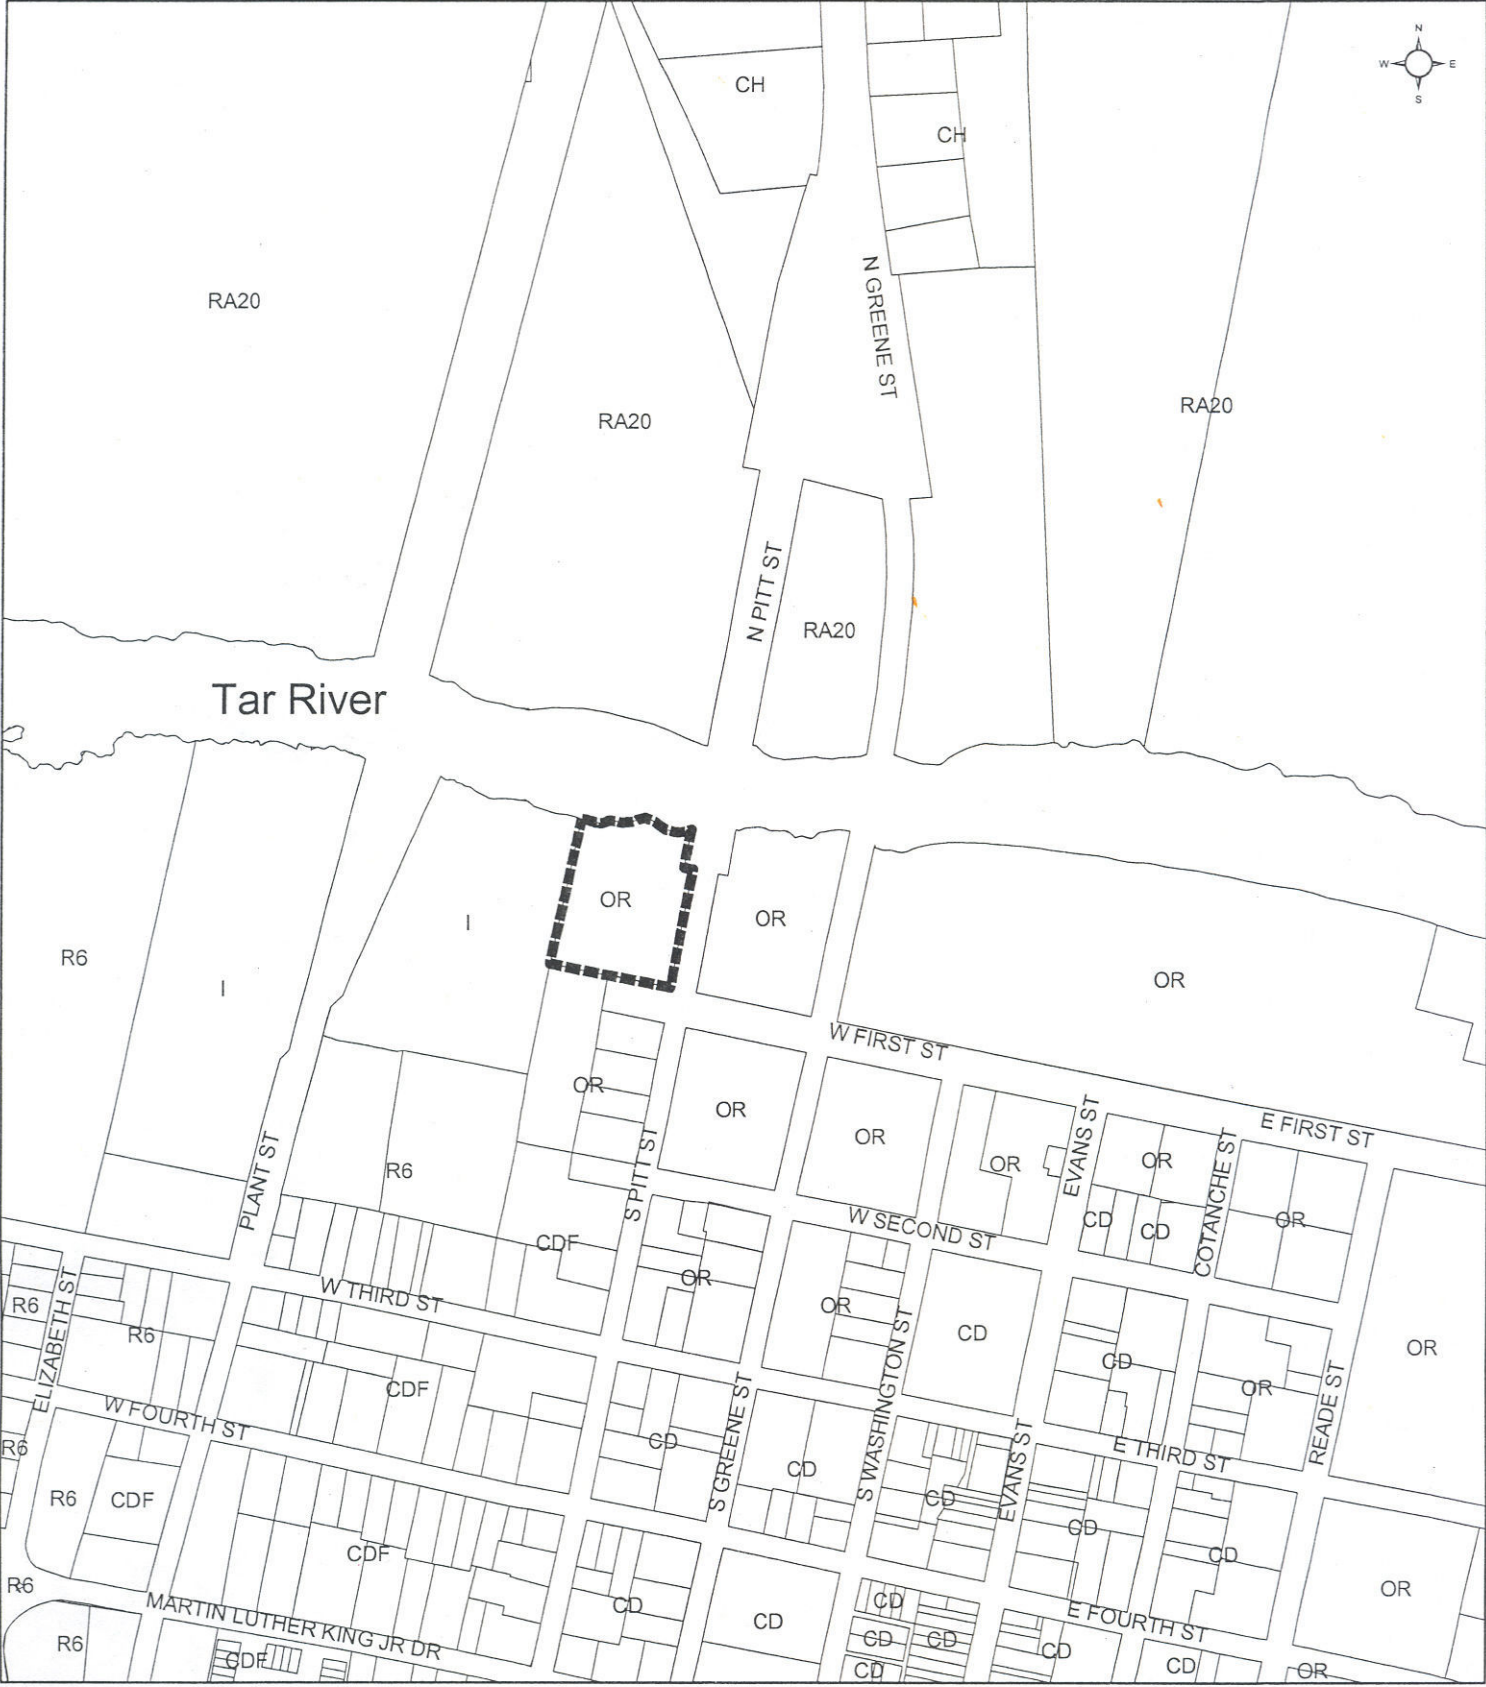 N
W E
S
CH
CH
N GREENE ST
RA20
RA20
RA20
N PITT ST
RA20
Tar River
OR
OR
I
R6
OR
I
W FIRST ST
OR
OR
OR
E FIRST ST
EVANS ST
OR
OR
COTANCHE ST
R6
PLANT ST
S PITT ST
CD
CD
OR
W SECOND ST
CDF
OR
ELIZABETH ST
R6
W THIRD ST
OR
S WASHINGTON ST
CD
R6
OR
CD
CDF
OR
READE ST
W FOURTH ST
S GREENE ST
R6
CD
EVANS ST
E THIRD ST
CD
R6
CDF
CD
CD
CDF
CD
R6
OR
MARTIN LUTHER KING JR DR
CD
CD
CD
E FOURTH ST
R6
CDF
CD
CD
CD
CD
CD
OR